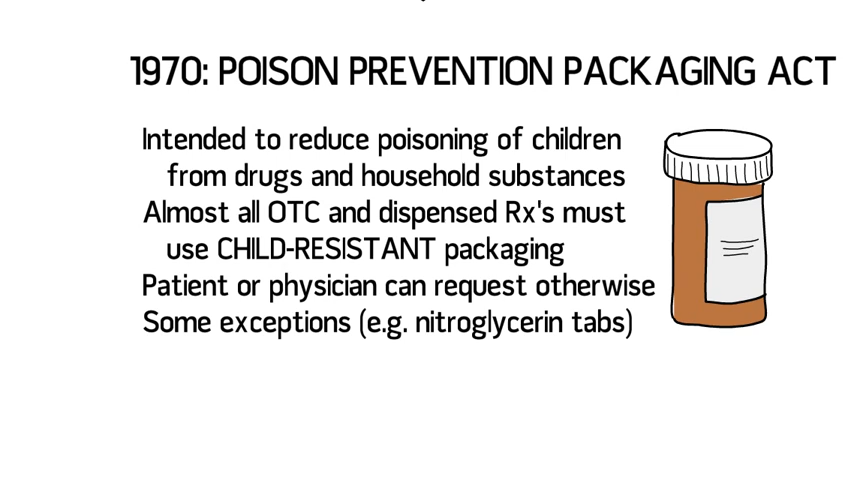 1970: POISON PREVENTION PACKAGING ACT
Intended to reduce poisoning of children
from drugs and household substances
Almost all OTC and dispensed Rx's must
use CHILD-RESISTANT packaging
Patient or physician can request otherwise
Some exceptions (e.g. nitroglycerin tabs)